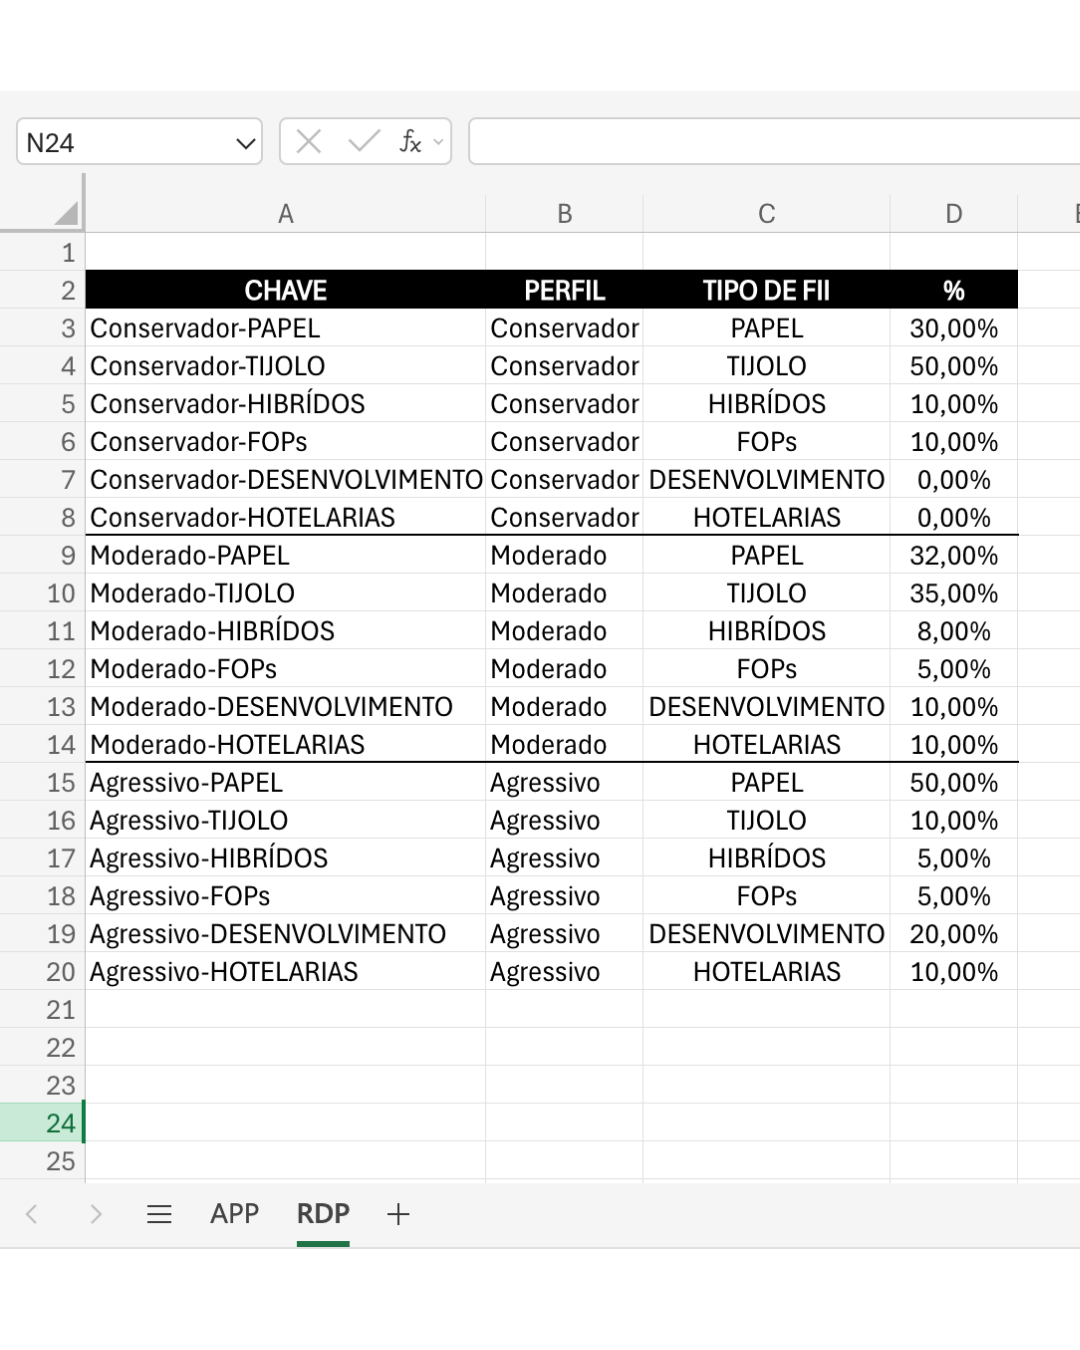 N24 fx
A B C D
1
2 CHAVE PERFIL TIPO DE FII %
3 Conservador-PAPEL Conservador PAPEL 30,00%
4 Conservador-TIJOLO Conservador TIJOLO 50,00%
5 Conservador-HIBRÍDOS Conservador HIBRÍDOS 10,00%
6 Conservador-FOPs Conservador FOPs 10,00%
7 Conservador-DESENVOLVIMENTO Conservador DESENVOLVIMENTO 0,00%
8 Conservador-HOTELARIAS Conservador HOTELARIAS 0,00%
9 Moderado-PAPEL Moderado PAPEL 32,00%
10 Moderado-TIJOLO Moderado TIJOLO 35,00%
11 Moderado-HIBRÍDOS Moderado HIBRÍDOS 8,00%
12 Moderado-FOPs Moderado FOPs 5,00%
13 Moderado-DESENVOLVIMENTO Moderado DESENVOLVIMENTO 10,00%
14 Moderado-HOTELARIAS Moderado HOTELARIAS 10,00%
15 Agressivo-PAPEL Agressivo PAPEL 50,00%
16 Agressivo-TIJOLO Agressivo TIJOLO 10,00%
17 Agressivo-HIBRÍDOS Agressivo HIBRÍDOS 5,00%
18 Agressivo-FOPs Agressivo FOPs 5,00%
19 Agressivo-DESENVOLVIMENTO Agressivo DESENVOLVIMENTO 20,00%
20 Agressivo-HOTELARIAS Agressivo HOTELARIAS 10,00%
21
22
23
24
25
APP RDP +